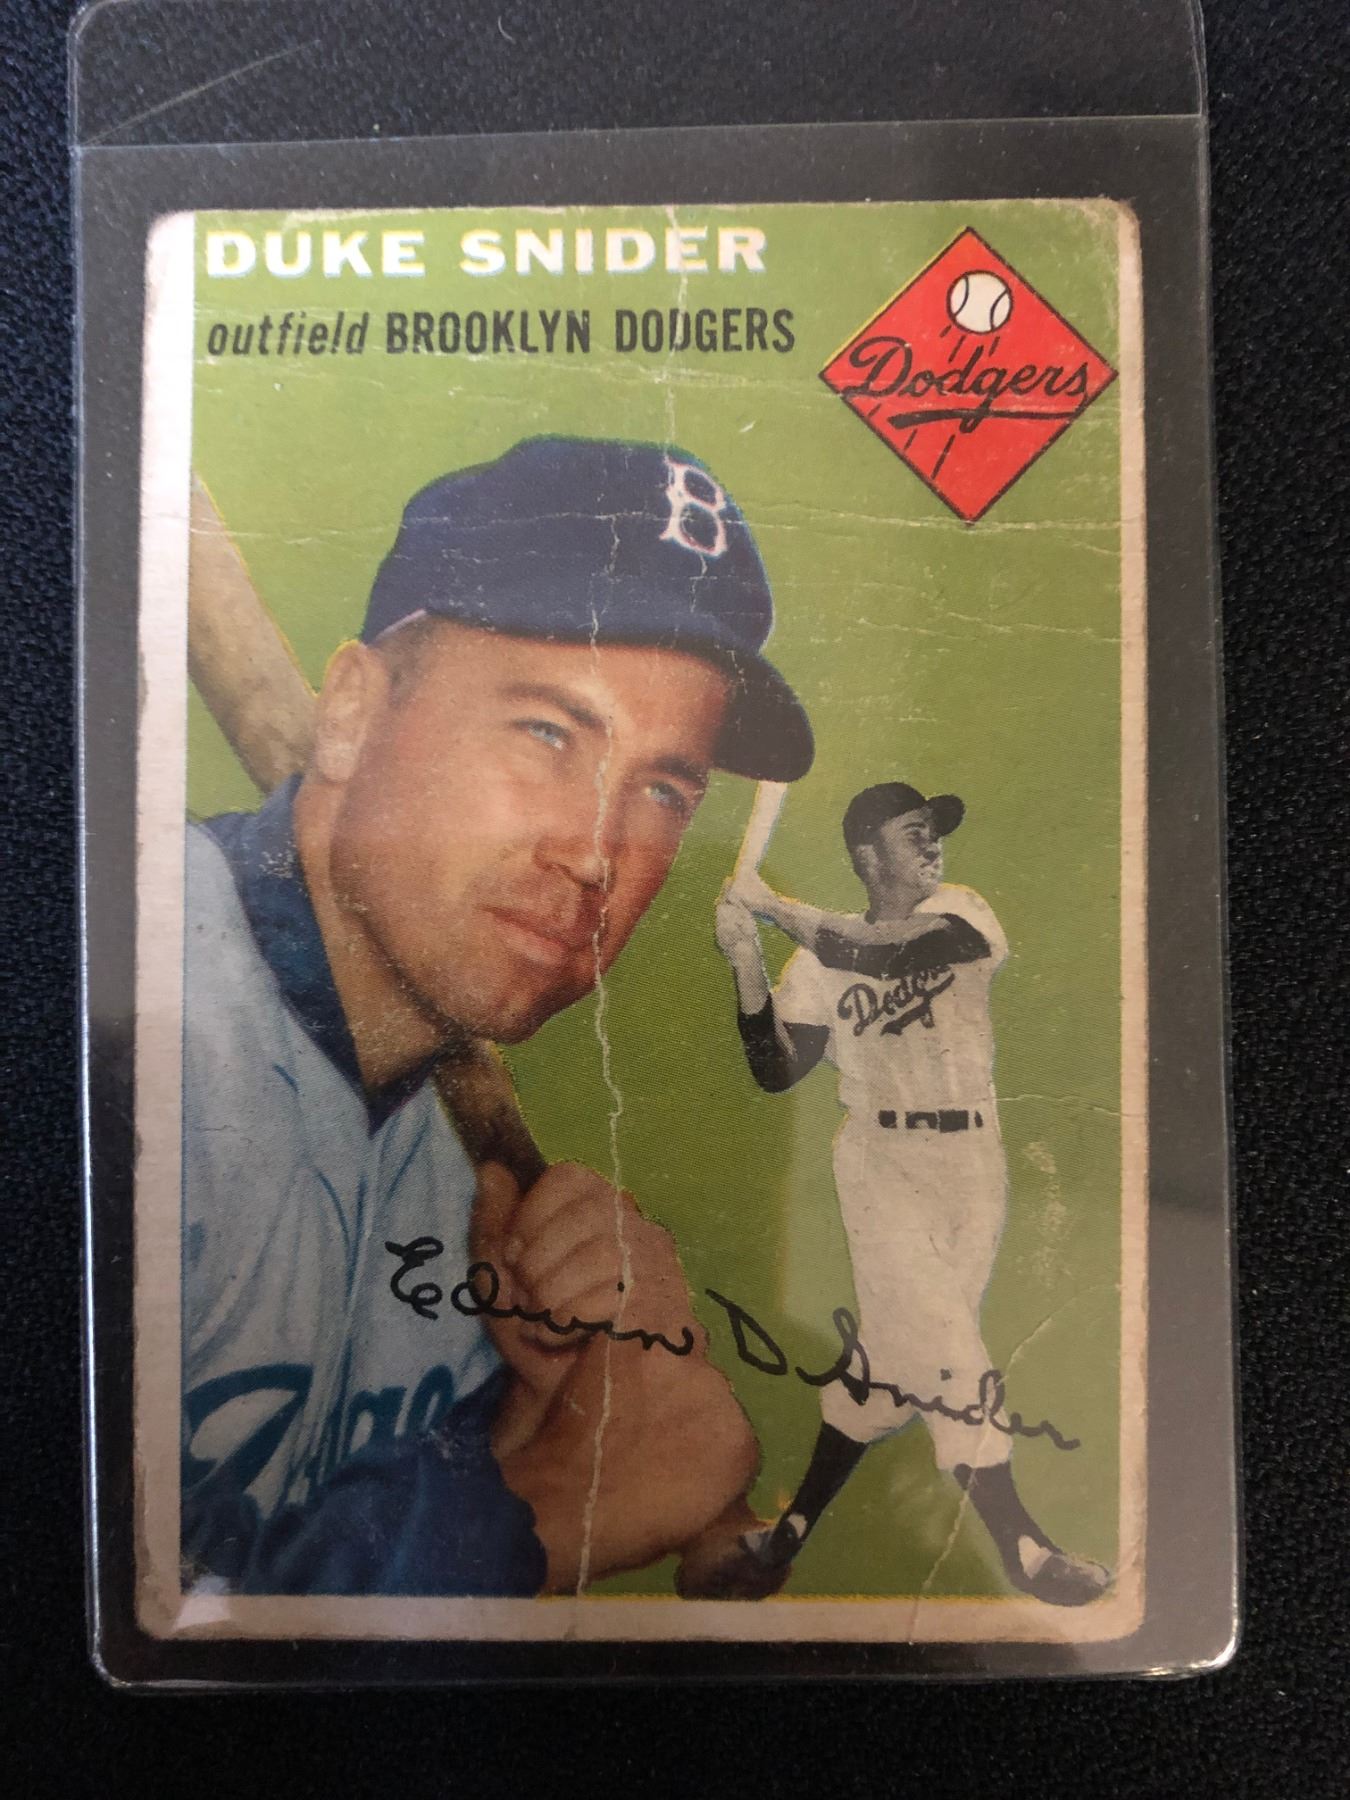 DUKE SNIDER
outfield BROOKLYN DODGERS
Dodgers
B
Dodgers
Edwin D Snider